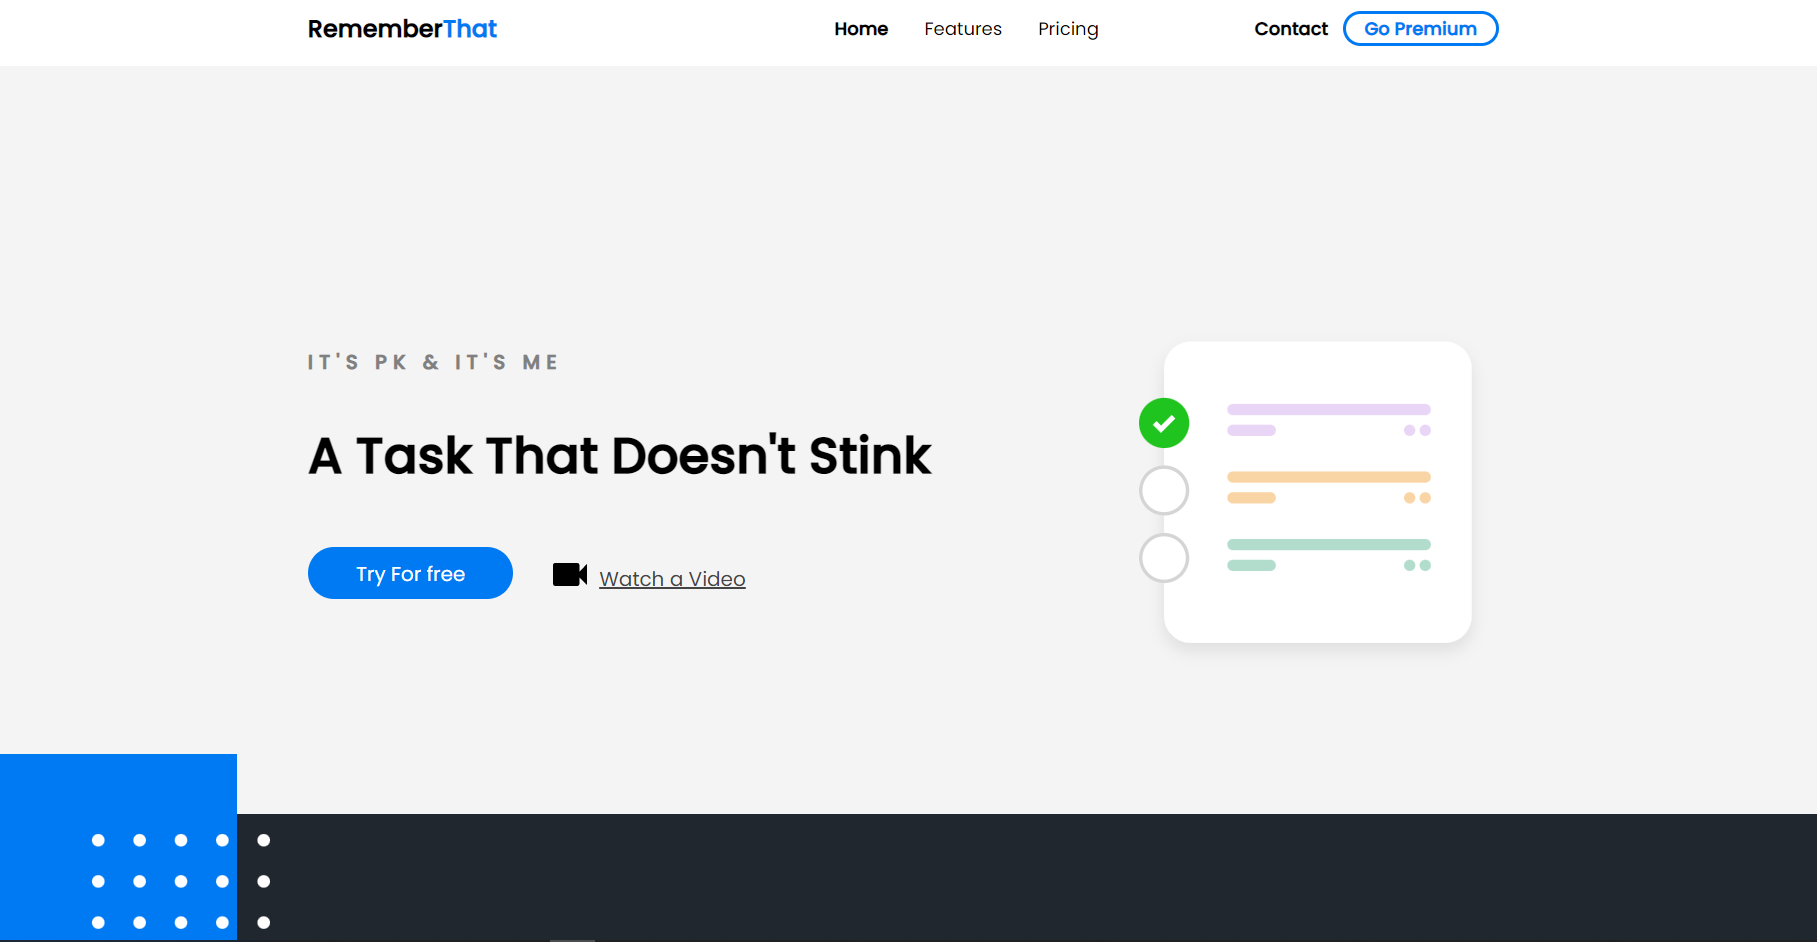 RememberThat
Home Features Pricing
Contact Go Premium
IT'S PK & IT'S ME
A Task That Doesn't Stink
Try For free
Watch a Video